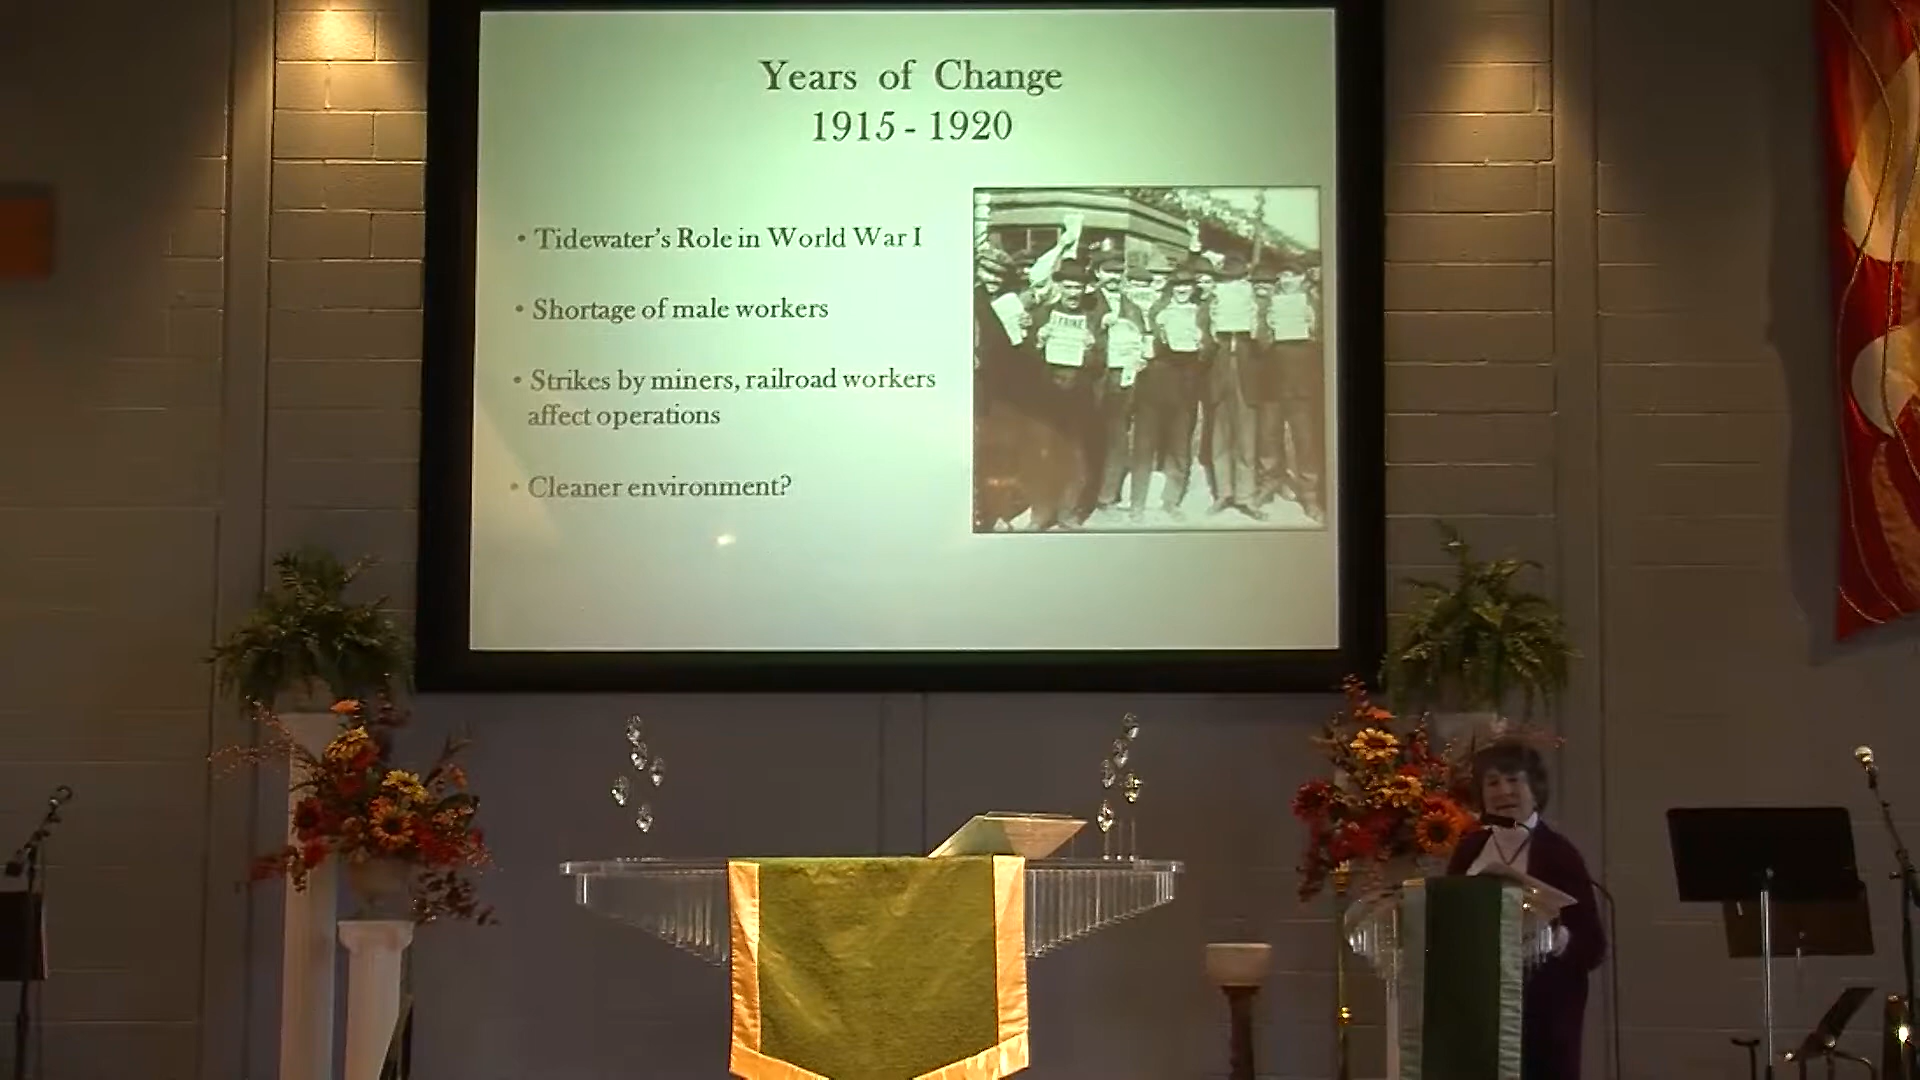 Years of Change
1915 - 1920
• Tidewater's Role in World War I
• Shortage of male workers
• Strikes by miners, railroad workers
affect operations
• Cleaner environment?
STRIKE